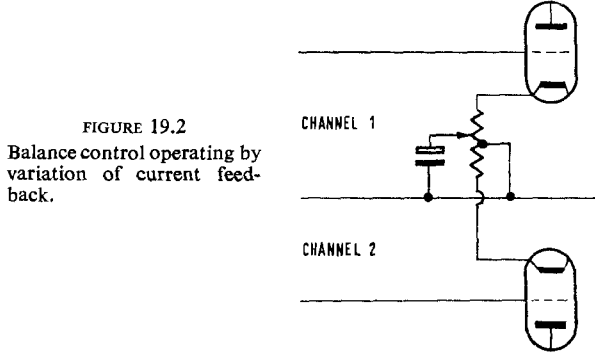 FIGURE 19.2
Balance control operating by
variation of current feed-
back.
CHANNEL 1
CHANNEL 2